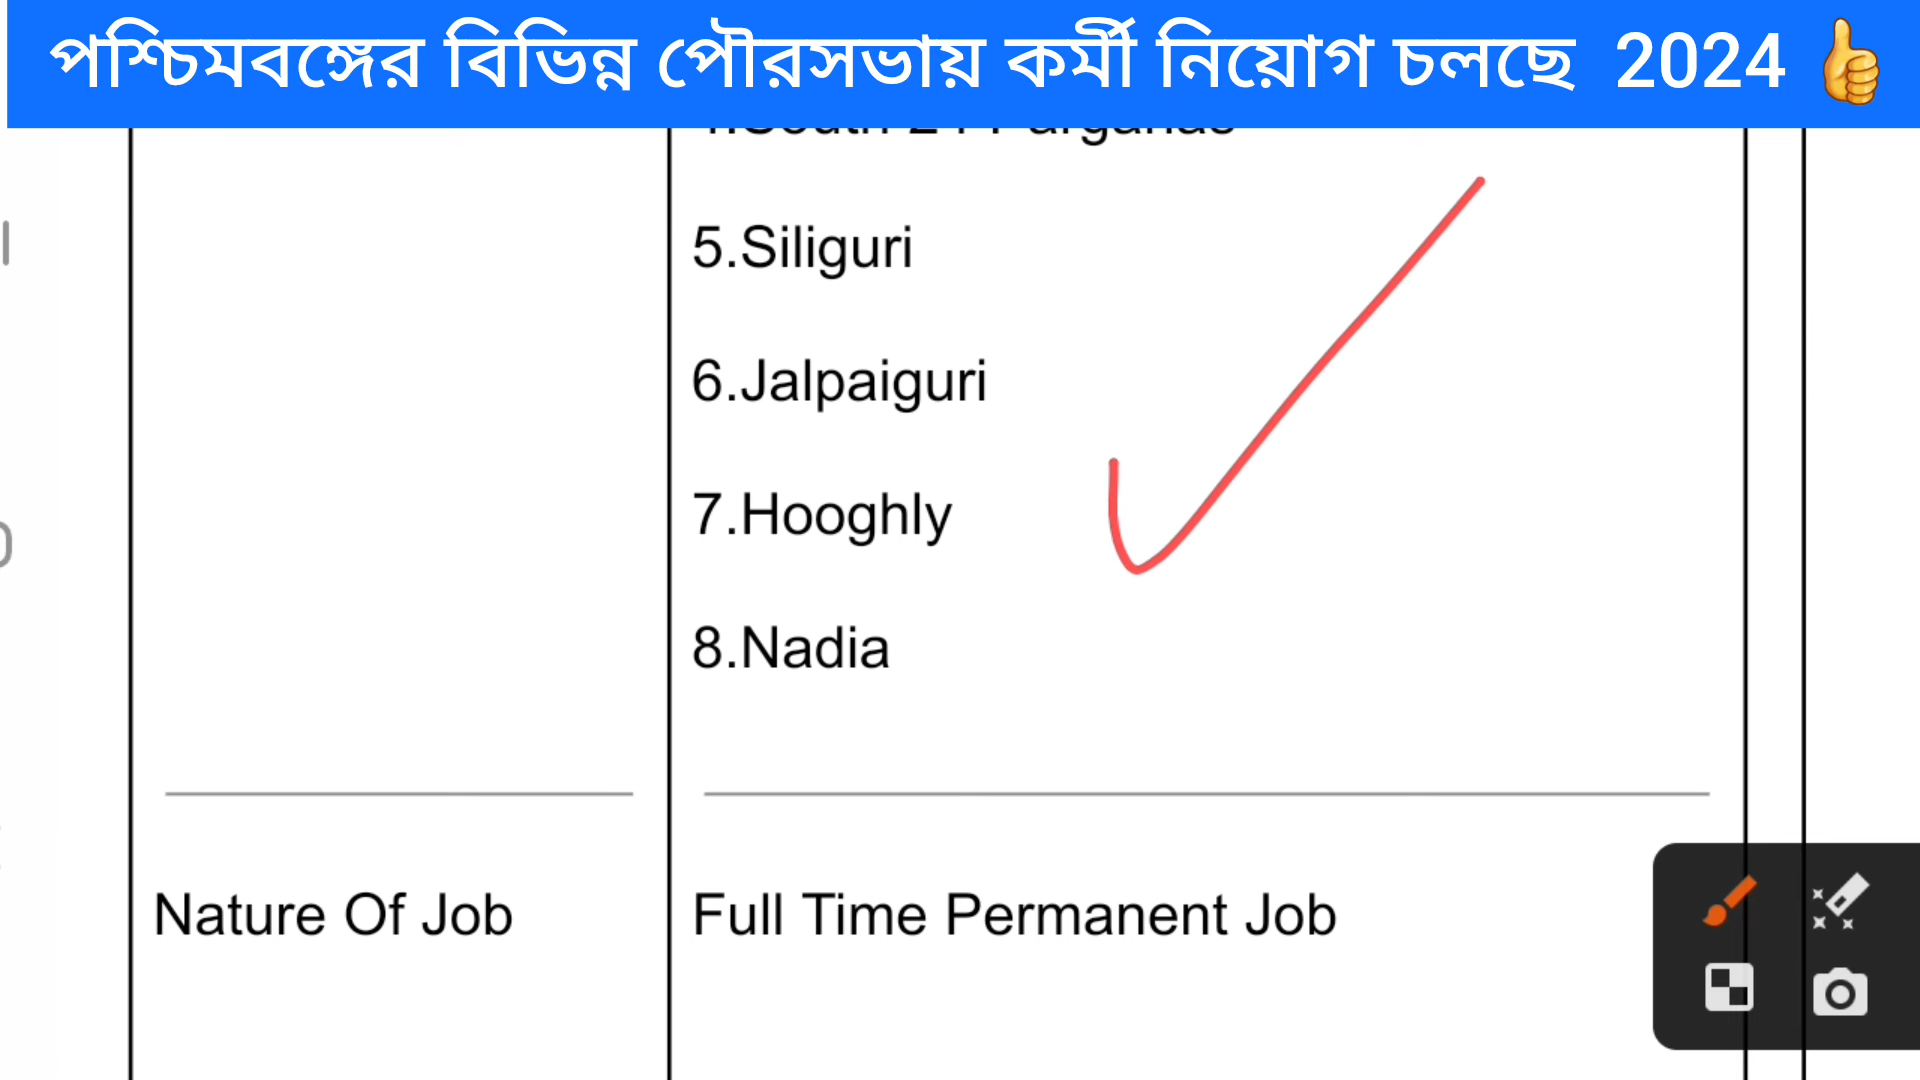 পশ্চিমবঙ্গের বিভিন্ন পৌরসভায় কর্মী নিয়োগ চলছে 2024 👍
5.Siliguri
6.Jalpaiguri
7.Hooghly
8.Nadia
Nature Of Job
Full Time Permanent Job